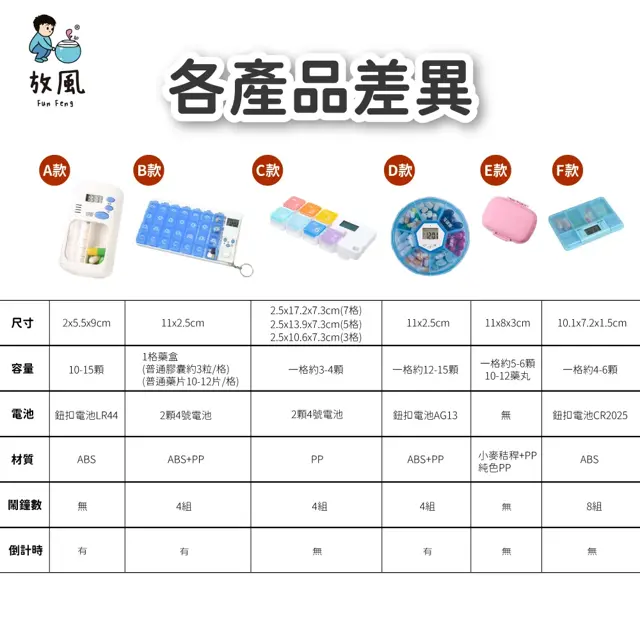 放風
Fun Feng
各產品差異
A款 B款 C款 D款 E款 F款
尺寸 2x5.5x9cm 11x2.5cm 2.5x17.2x7.3cm(7格)
2.5x13.9x7.3cm(5格)
2.5x10.6x7.3cm(3格) 11x2.5cm 11x8x3cm 10.1x7.2x1.5cm
容量 10-15顆 1格藥盒
(普通膠囊約3粒/格)
(普通藥片10-12片/格) 一格約3-4顆 一格約12-15顆 一格約5-6顆
10-12藥丸 一格約4-6顆
電池 鈕扣電池LR44 2顆4號電池 2顆4號電池 鈕扣電池AG13 無 鈕扣電池CR2025
材質 ABS ABS+PP PP ABS+PP 小麥秸稈+PP
純色PP ABS
鬧鐘數 無 4組 4組 4組 無 8組
倒計時 有 有 無 有 無 無